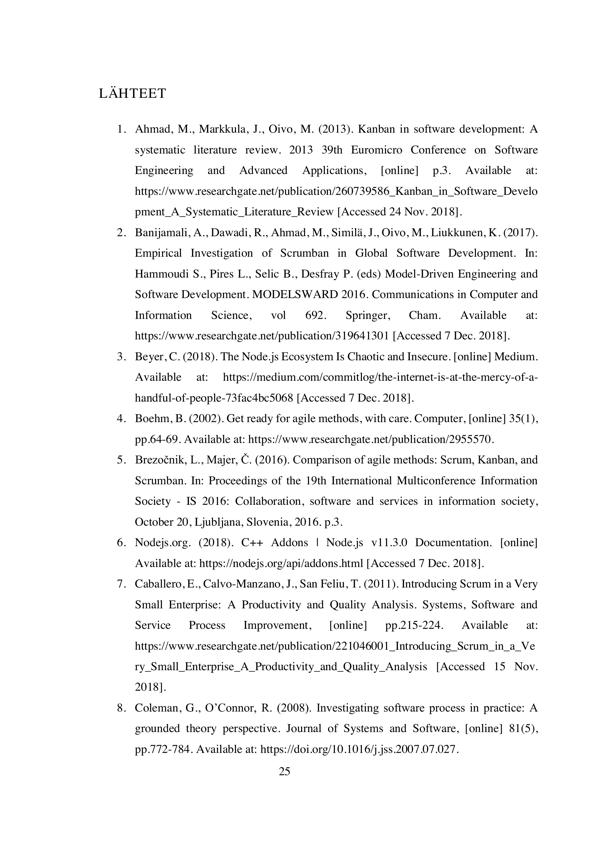 LÄHTEET
1. Ahmad, M., Markkula, J., Oivo, M. (2013). Kanban in software development: A
systematic literature review. 2013 39th Euromicro Conference on Software
Engineering and Advanced Applications, [online] p.3. Available at:
https://www.researchgate.net/publication/260739586_Kanban_in_Software_Develo
pment_A_Systematic_Literature_Review [Accessed 24 Nov. 2018].
2. Banijamali, A., Dawadi, R., Ahmad, M., Similä, J., Oivo, M., Liukkunen, K. (2017).
Empirical Investigation of Scrumban in Global Software Development. In:
Hammoudi S., Pires L., Selic B., Desfray P. (eds) Model-Driven Engineering and
Software Development. MODELSWARD 2016. Communications in Computer and
Information Science, vol 692. Springer, Cham. Available at:
https://www.researchgate.net/publication/319641301 [Accessed 7 Dec. 2018].
3. Beyer, C. (2018). The Node.js Ecosystem Is Chaotic and Insecure. [online] Medium.
Available at: https://medium.com/commitlog/the-internet-is-at-the-mercy-of-a-
handful-of-people-73fac4bc5068 [Accessed 7 Dec. 2018].
4. Boehm, B. (2002). Get ready for agile methods, with care. Computer, [online] 35(1),
pp.64-69. Available at: https://www.researchgate.net/publication/2955570.
5. Brezočnik, L., Majer, Č. (2016). Comparison of agile methods: Scrum, Kanban, and
Scrumban. In: Proceedings of the 19th International Multiconference Information
Society - IS 2016: Collaboration, software and services in information society,
October 20, Ljubljana, Slovenia, 2016. p.3.
6. Nodejs.org. (2018). C++ Addons | Node.js v11.3.0 Documentation. [online]
Available at: https://nodejs.org/api/addons.html [Accessed 7 Dec. 2018].
7. Caballero, E., Calvo-Manzano, J., San Feliu, T. (2011). Introducing Scrum in a Very
Small Enterprise: A Productivity and Quality Analysis. Systems, Software and
Service Process Improvement, [online] pp.215-224. Available at:
https://www.researchgate.net/publication/221046001_Introducing_Scrum_in_a_Ve
ry_Small_Enterprise_A_Productivity_and_Quality_Analysis [Accessed 15 Nov.
2018].
8. Coleman, G., O’Connor, R. (2008). Investigating software process in practice: A
grounded theory perspective. Journal of Systems and Software, [online] 81(5),
pp.772-784. Available at: https://doi.org/10.1016/j.jss.2007.07.027.
25